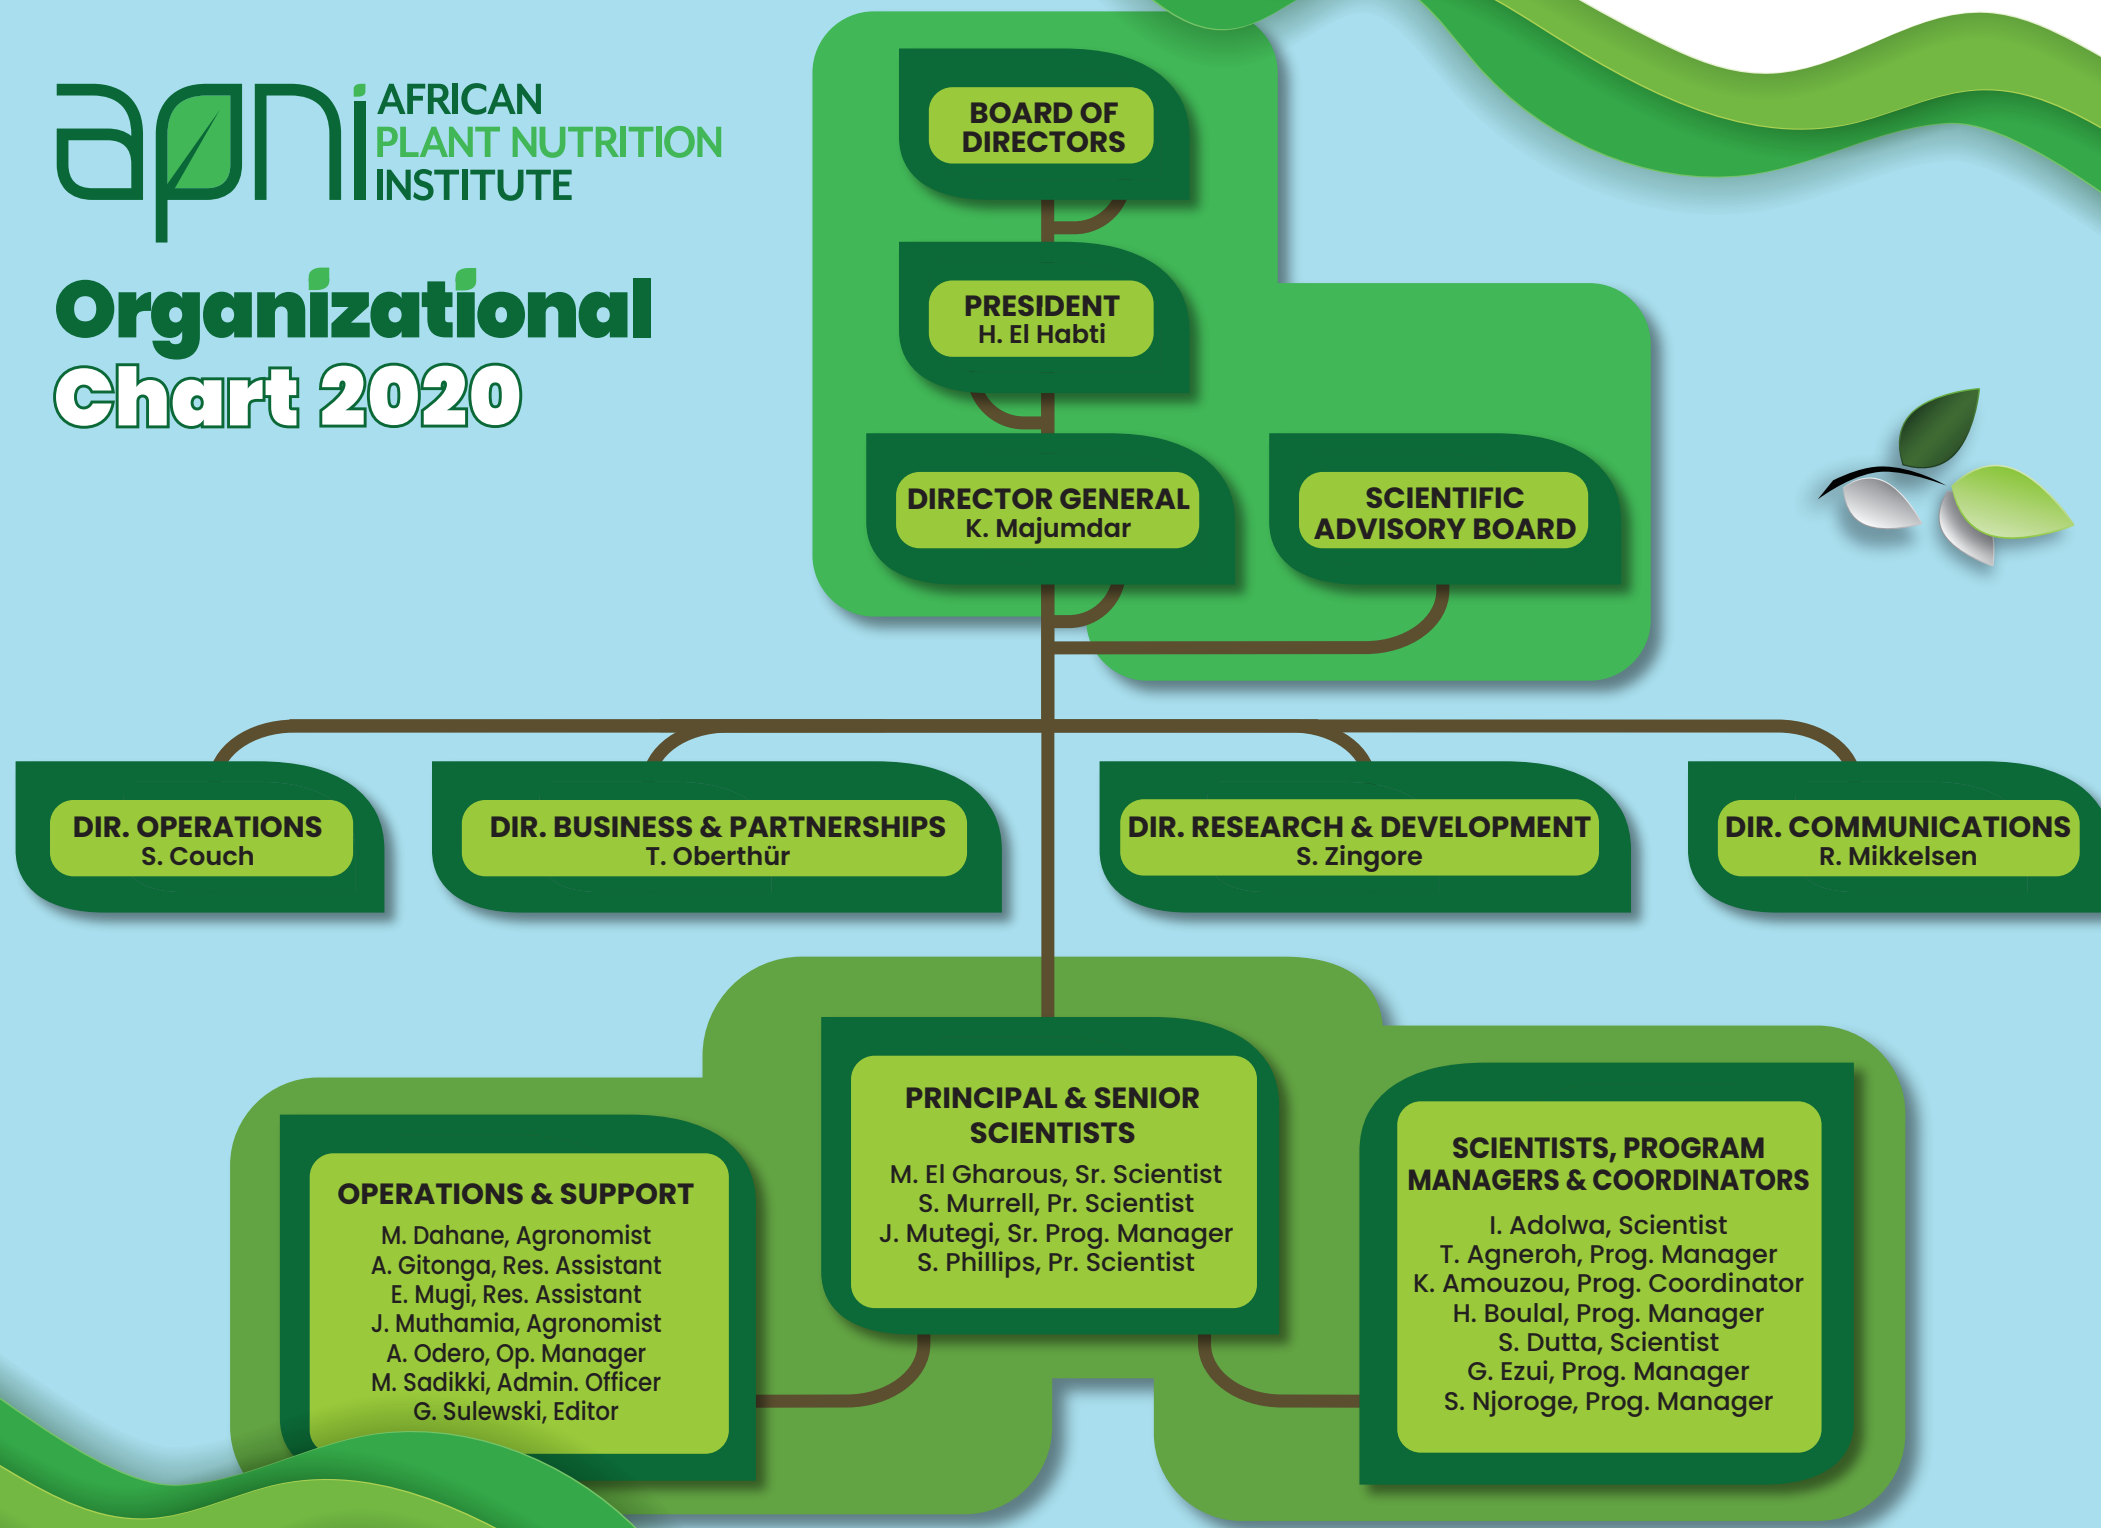 apni
AFRICAN
PLANT NUTRITION
INSTITUTE
Organizational
Chart 2020
BOARD OF
DIRECTORS
PRESIDENT
H. El Habti
DIRECTOR GENERAL
K. Majumdar
SCIENTIFIC
ADVISORY BOARD
DIR. OPERATIONS
S. Couch
DIR. BUSINESS & PARTNERSHIPS
T. Oberthür
DIR. RESEARCH & DEVELOPMENT
S. Zingore
DIR. COMMUNICATIONS
R. Mikkelsen
OPERATIONS & SUPPORT
M. Dahane, Agronomist
A. Gitonga, Res. Assistant
E. Mugi, Res. Assistant
J. Muthamia, Agronomist
A. Odero, Op. Manager
M. Sadikki, Admin. Officer
G. Sulewski, Editor
PRINCIPAL & SENIOR
SCIENTISTS
M. El Gharous, Sr. Scientist
S. Murrell, Pr. Scientist
J. Mutegi, Sr. Prog. Manager
S. Phillips, Pr. Scientist
SCIENTISTS, PROGRAM
MANAGERS & COORDINATORS
I. Adolwa, Scientist
T. Agneroh, Prog. Manager
K. Amouzou, Prog. Coordinator
H. Boulal, Prog. Manager
S. Dutta, Scientist
G. Ezui, Prog. Manager
S. Njoroge, Prog. Manager